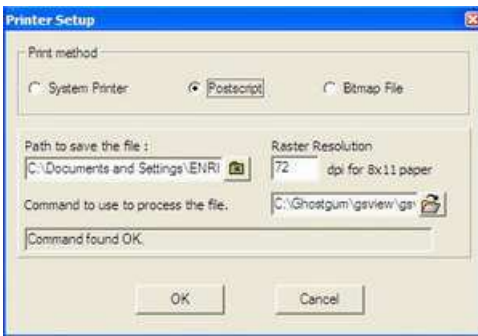 Printer Setup
Print method
System Printer
Postscript
Bitmap File
Path to save the file :
Raster Resolution
C:\Documents and Settings\ENRI
72
dpi for 8x11 paper
Command to use to process the file.
C:\Ghostgum\gsview\gs
Command found OK.
OK
Cancel